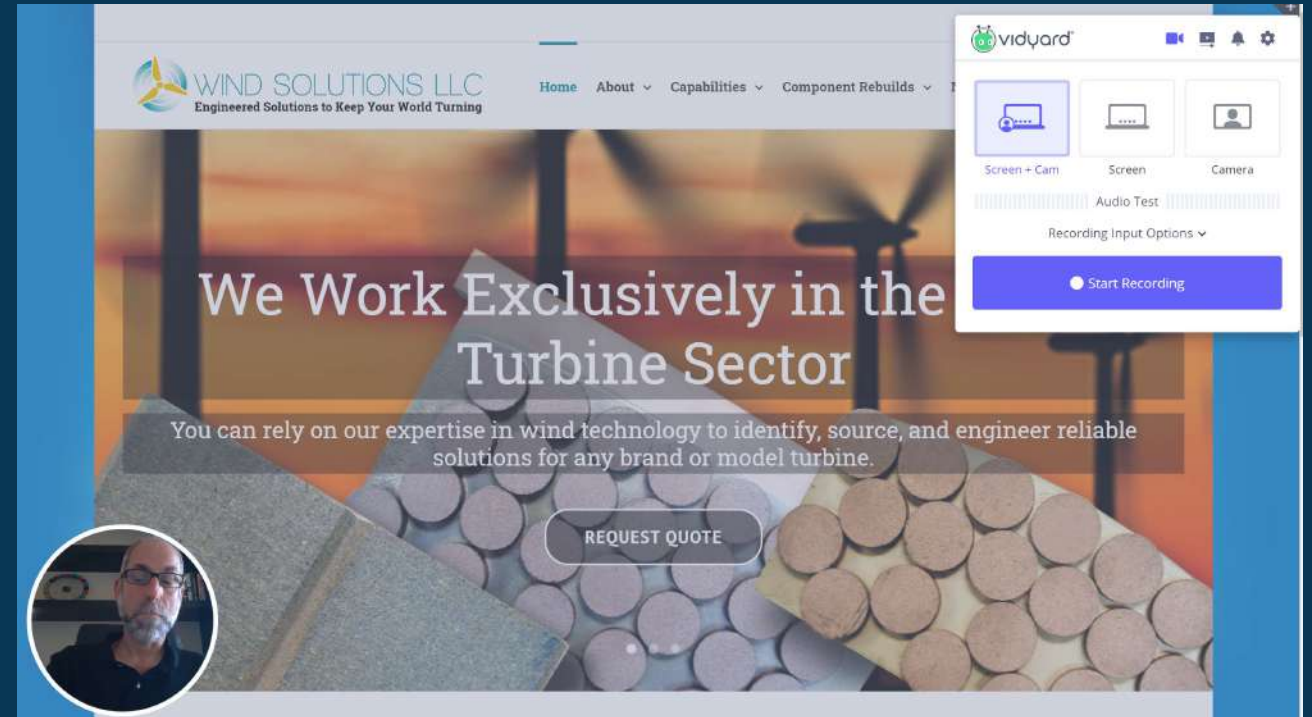 WIND SOLUTIONS LLC
Engineered Solutions to Keep Your World Turning
Home About Capabilities Component Rebuilds
vidyard
Screen + Cam Screen Camera
Audio Test
Recording Input Options
Start Recording
We Work Exclusively in the
Turbine Sector
You can rely on our expertise in wind technology to identify, source, and engineer reliable
solutions for any brand or model turbine.
REQUEST QUOTE